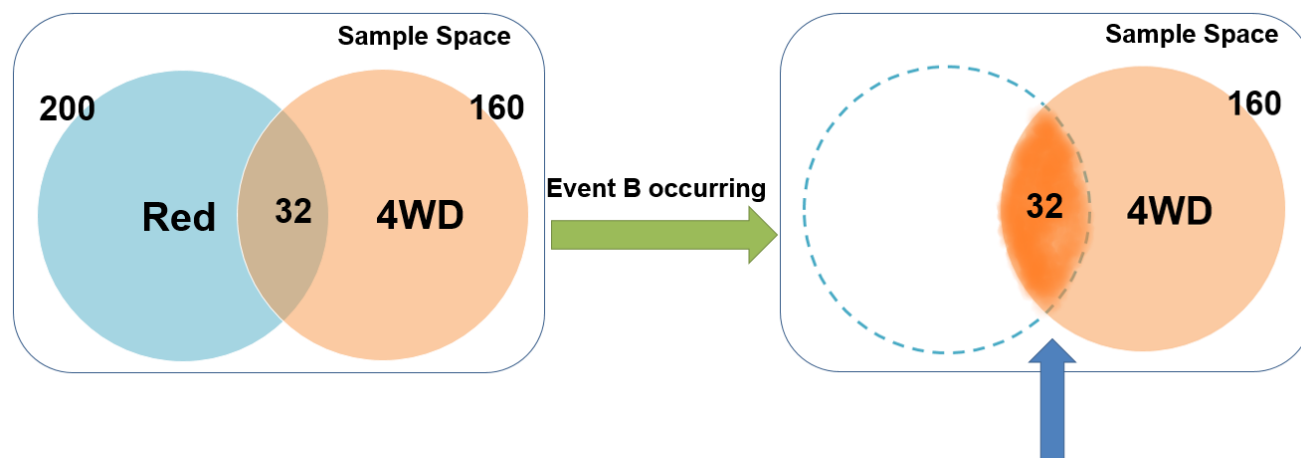 Sample Space
200
160
Red
32
4WD
Event B occurring
Sample Space
160
32
4WD